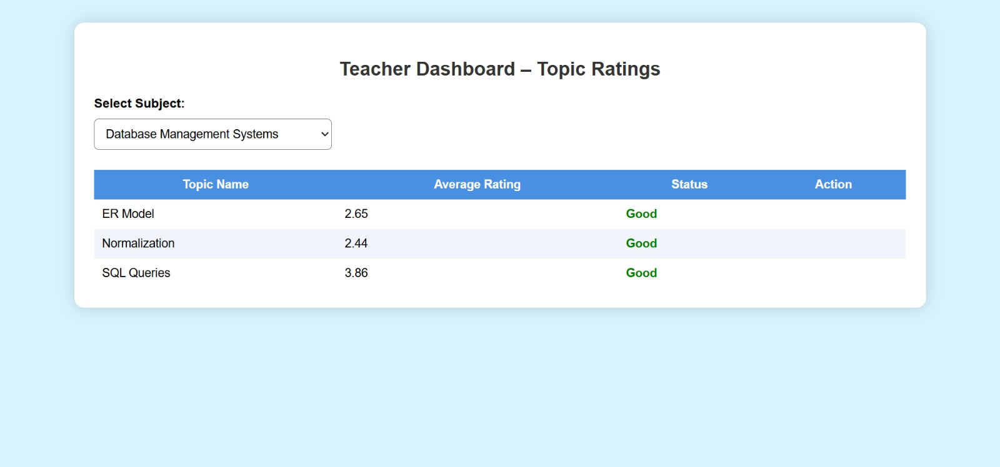 Teacher Dashboard – Topic Ratings
Select Subject:
Database Management Systems
Topic Name Average Rating Status Action
ER Model 2.65 Good
Normalization 2.44 Good
SQL Queries 3.86 Good